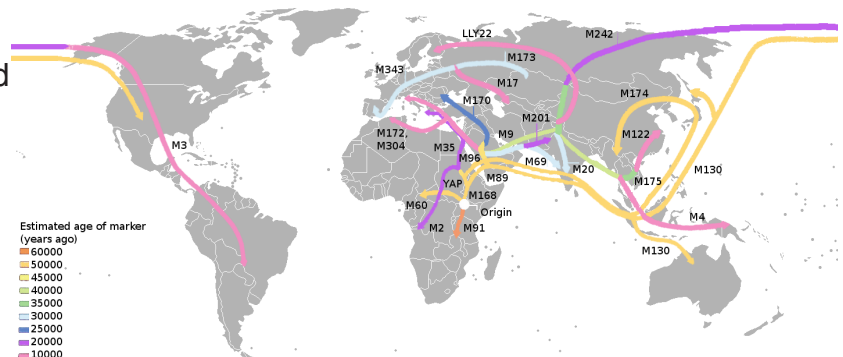 LLY22
M242
M173
M343
d
M17
M174
M170
M201
M172,
M304
M9
M122
M3
M35
M96
M69
M20
M130
M89
YAP
M175
M168
M60
Origin
M4
M2
M91
M130
Estimated age of marker
(years ago)
60000
50000
45000
40000
35000
30000
25000
20000
10000